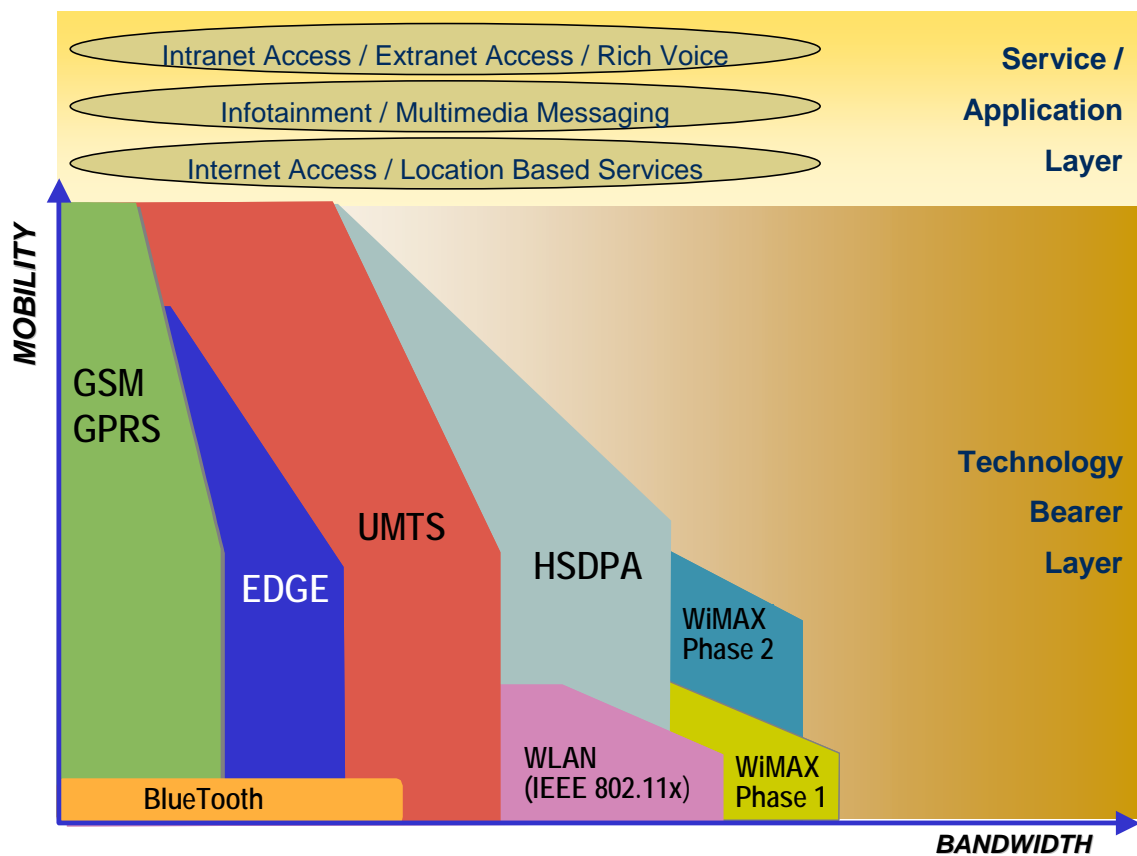 Intranet Access / Extranet Access / Rich Voice
Infotainment / Multimedia Messaging
Internet Access / Location Based Services
Service /
Application
Layer
MOBILITY
GSM
GPRS
EDGE
UMTS
HSDPA
WiMAX
Phase 2
Technology
Bearer
Layer
BlueTooth
WLAN
(IEEE 802.11x)
WiMAX
Phase 1
BANDWIDTH